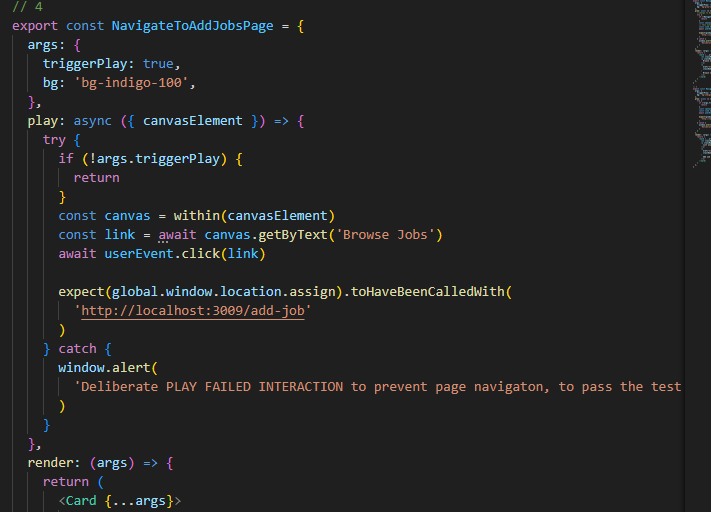 // 4
export const NavigateToAddJobsPage = {
  args: {
    triggerPlay: true,
    bg: 'bg-indigo-100',
  },
  play: async ({ canvasElement }) => {
    try {
      if (!args.triggerPlay) {
        return
      }
      const canvas = within(canvasElement)
      const link = await canvas.getByText('Browse Jobs')
      await userEvent.click(link)

      expect(global.window.location.assign).toHaveBeenCalledWith(
        'http://localhost:3009/add-job'
      )
    } catch {
      window.alert(
        'Deliberate PLAY FAILED INTERACTION to prevent page navigaton, to pass the test
      )
    }
  },
  render: (args) => {
    return (
      <Card {...args}>